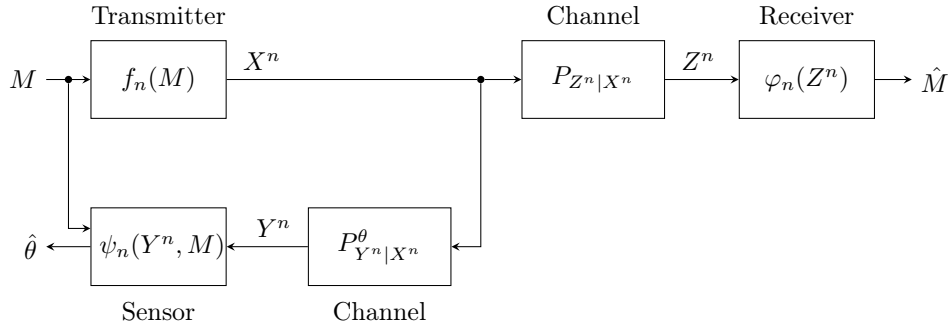 Transmitter Channel Receiver
M f_n(M) X^n P_{Z^n|X^n} Z^n φ_n(Z^n) M̂
θ̂ ψ_n(Y^n, M) Y^n P^θ_{Y^n|X^n}
Sensor Channel